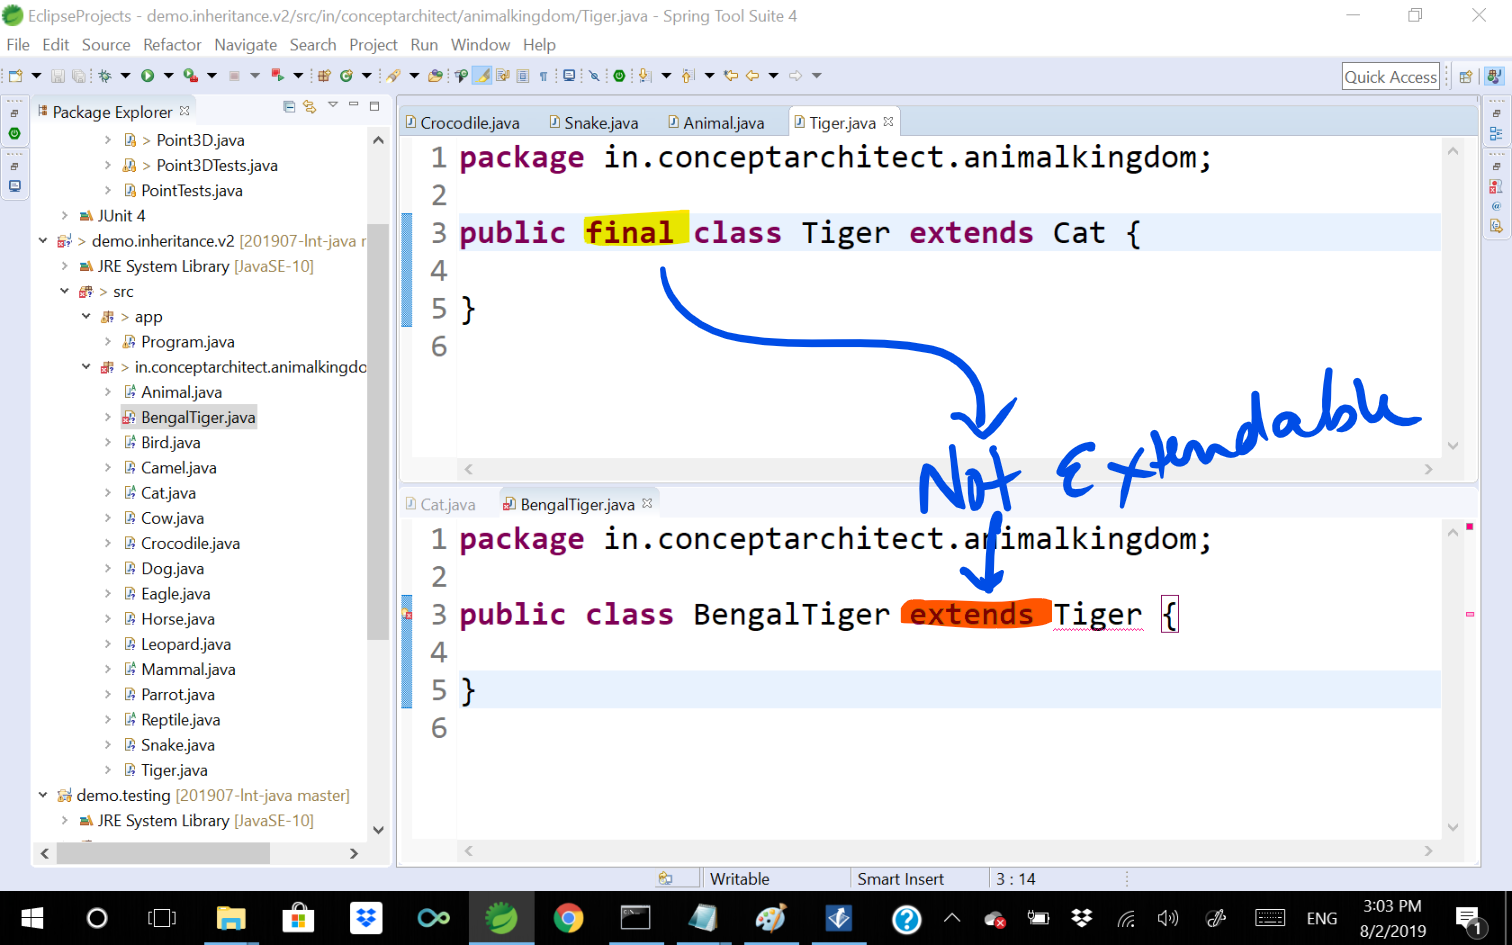 EclipseProjects - demo.inheritance.v2/src/in/conceptarchitect/animalkingdom/Tiger.java - Spring Tool Suite 4
File Edit Source Refactor Navigate Search Project Run Window Help
Quick Access
Package Explorer
> Point3D.java
> Point3DTests.java
PointTests.java
JUnit 4
> demo.inheritance.v2 [201907-lnt-java r
JRE System Library [JavaSE-10]
> src
> app
Program.java
> in.conceptarchitect.animalkingdo
Animal.java
BengalTiger.java
Bird.java
Camel.java
Cat.java
Cow.java
Crocodile.java
Dog.java
Eagle.java
Horse.java
Leopard.java
Mammal.java
Parrot.java
Reptile.java
Snake.java
Tiger.java
demo.testing [201907-lnt-java master]
JRE System Library [JavaSE-10]
Crocodile.java Snake.java Animal.java Tiger.java
1 package in.conceptarchitect.animalkingdom;
2
3 public final class Tiger extends Cat {
4
5 }
6
Not Extendable
Cat.java BengalTiger.java
1 package in.conceptarchitect.animalkingdom;
2
3 public class BengalTiger extends Tiger {
4
5 }
6
Writable Smart Insert 3 : 14
ENG
3:03 PM
8/2/2019
1